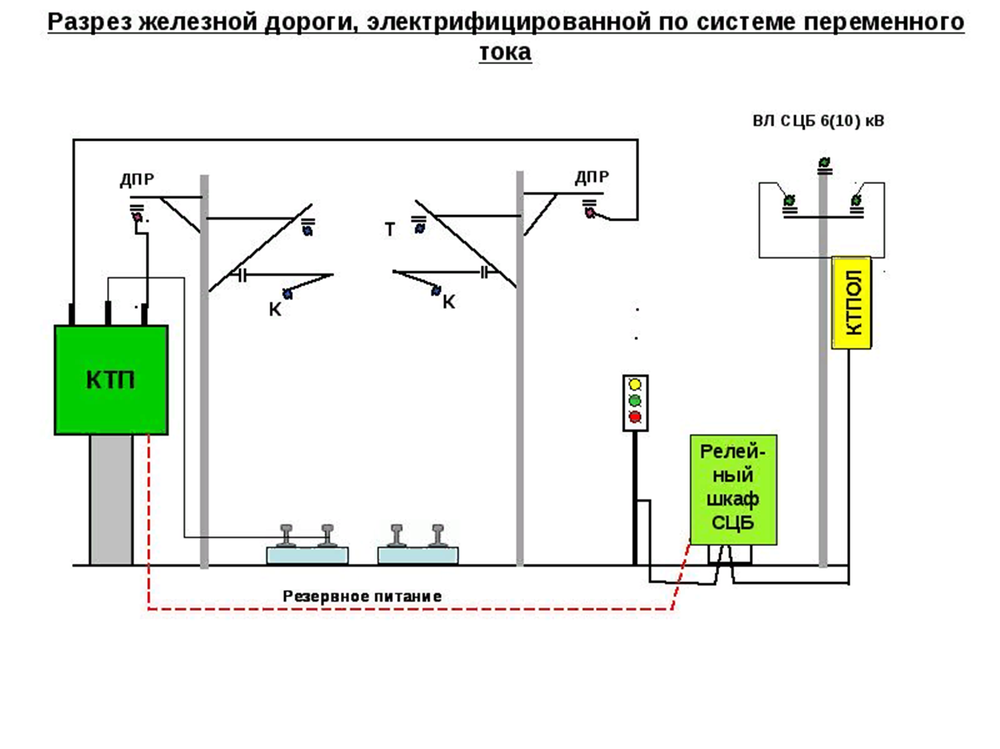 Разрез железной дороги, электрифицированной по системе переменного
тока
ВЛ СЦБ 6(10) кВ
ДПР
ДПР
Т
К
К
КТПОЛ
КТП
Релей-
ный
шкаф
СЦБ
Резервное питание